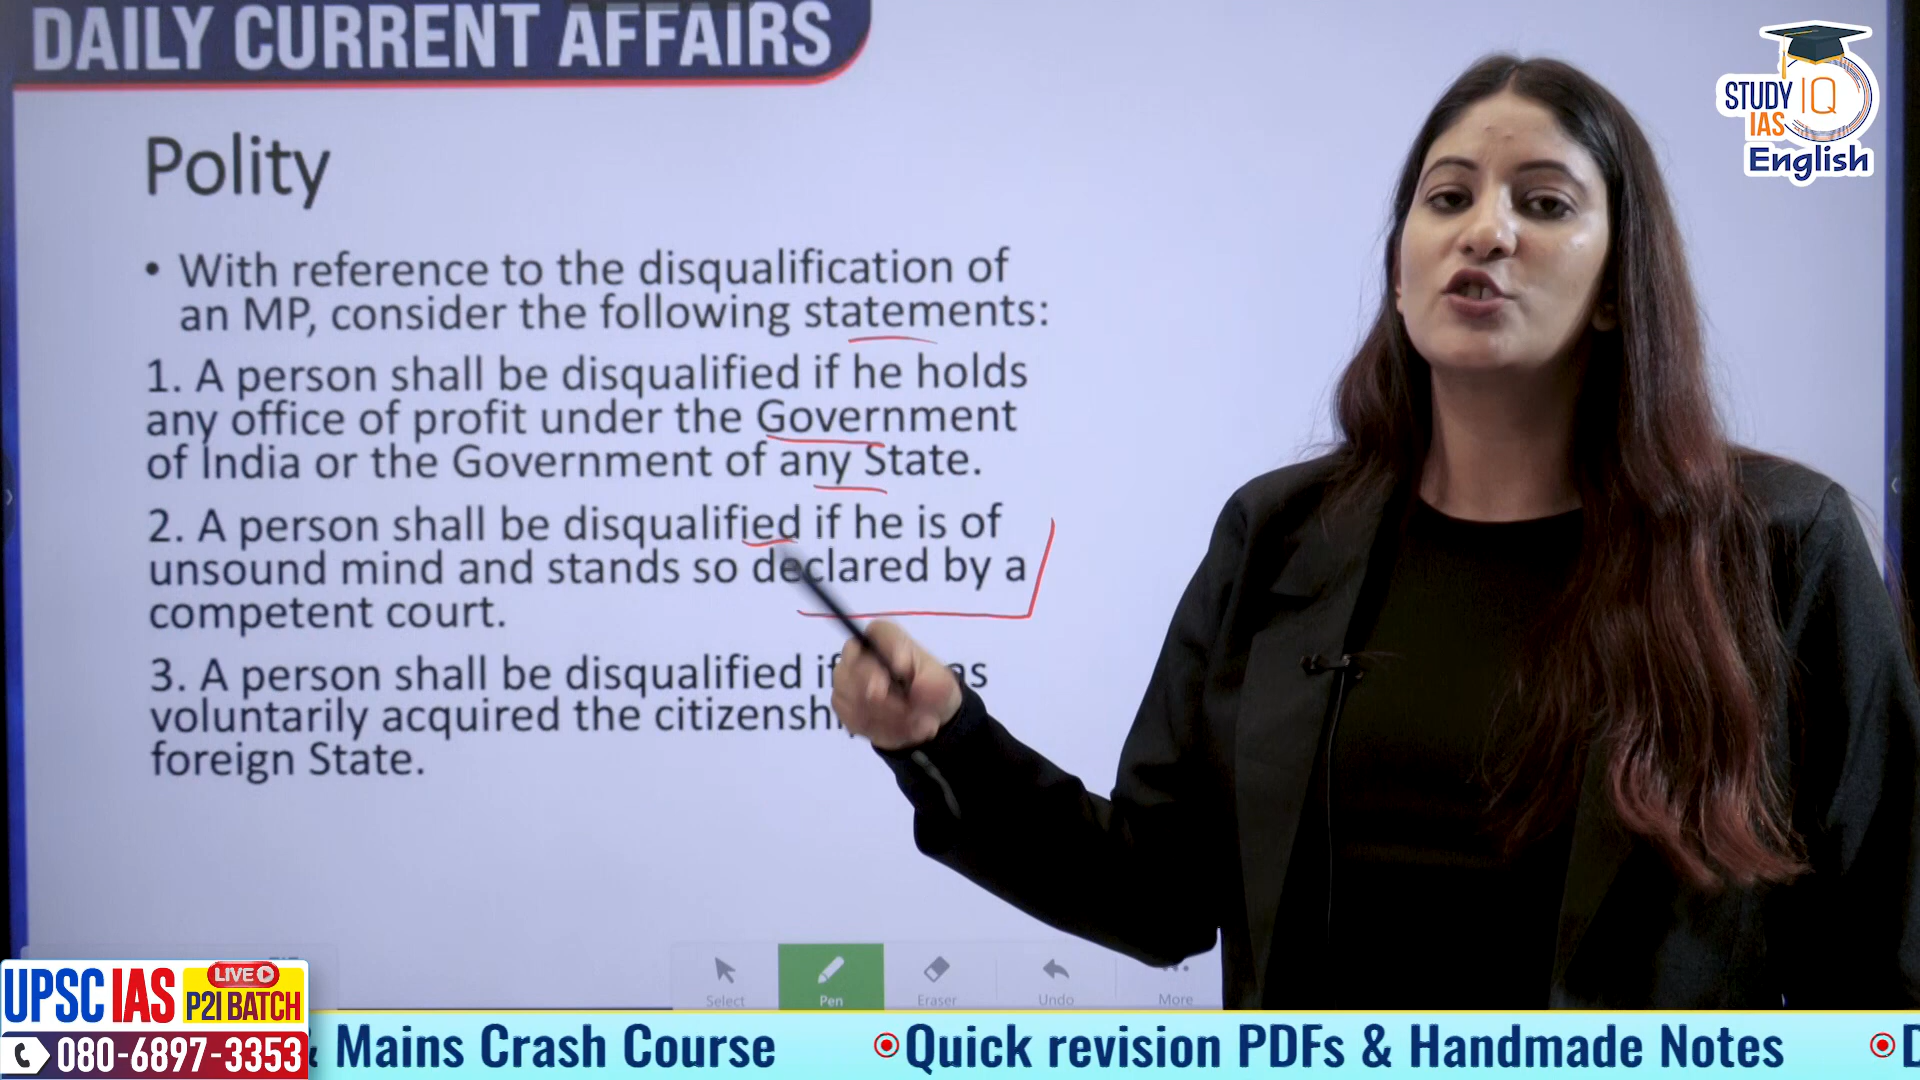 DAILY CURRENT AFFAIRS
STUDY IQ
IAS
English
Polity
• With reference to the disqualification of
an MP, consider the following statements:
1. A person shall be disqualified if he holds
any office of profit under the Government
of India or the Government of any State.
2. A person shall be disqualified if he is of
unsound mind and stands so declared by a
competent court.
3. A person shall be disqualified if
voluntarily acquired the
foreign State.
Select
Pen
Eraser
Undo
More
UPSC IAS
LIVE
P2I BATCH
080-6897-3353
& Mains Crash Course
Quick revision PDFs & Handmade Notes